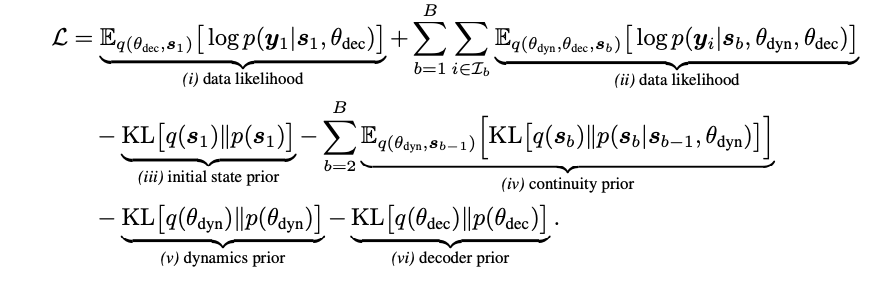 ℒ = 𝔼_{q(θ_dec, s_1)}[log p(y_1|s_1, θ_dec)] + ∑_{b=1}^{B} ∑_{i∈ℐ_b} 𝔼_{q(θ_dyn, θ_dec, s_b)}[log p(y_i|s_b, θ_dyn, θ_dec)]
(i) data likelihood (ii) data likelihood
− KL[q(s_1)‖p(s_1)] − ∑_{b=2}^{B} 𝔼_{q(θ_dyn, s_{b−1})}[KL[q(s_b)‖p(s_b|s_{b−1}, θ_dyn)]]
(iii) initial state prior (iv) continuity prior
− KL[q(θ_dyn)‖p(θ_dyn)] − KL[q(θ_dec)‖p(θ_dec)].
(v) dynamics prior (vi) decoder prior